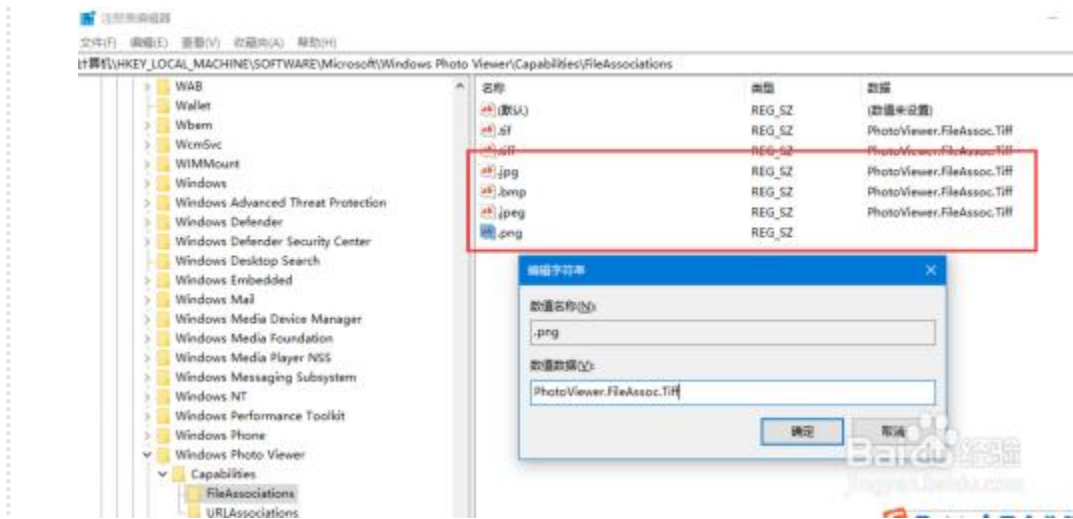 注册表编辑器
文件(F) 编辑(E) 查看(V) 收藏夹(A) 帮助(H)
计算机\HKEY_LOCAL_MACHINE\SOFTWARE\Microsoft\Windows Photo Viewer\Capabilities\FileAssociations
WAB
Wallet
Wbem
WcmSvc
WIMMount
Windows
Windows Advanced Threat Protection
Windows Defender
Windows Defender Security Center
Windows Desktop Search
Windows Embedded
Windows Mail
Windows Media Device Manager
Windows Media Foundation
Windows Media Player NSS
Windows Messaging Subsystem
Windows NT
Windows Performance Toolkit
Windows Phone
Windows Photo Viewer
Capabilities
FileAssociations
URLAssociations
名称 类型 数据
(默认) REG_SZ (数值未设置)
.tif REG_SZ PhotoViewer.FileAssoc.Tiff
.tiff REG_SZ PhotoViewer.FileAssoc.Tiff
.jpg REG_SZ PhotoViewer.FileAssoc.Tiff
.bmp REG_SZ PhotoViewer.FileAssoc.Tiff
.jpeg REG_SZ PhotoViewer.FileAssoc.Tiff
.png REG_SZ
编辑字符串
数值名称(N):
.png
数值数据(V):
PhotoViewer.FileAssoc.Tiff
确定 取消
Baidu 经验
jingyan.baidu.com